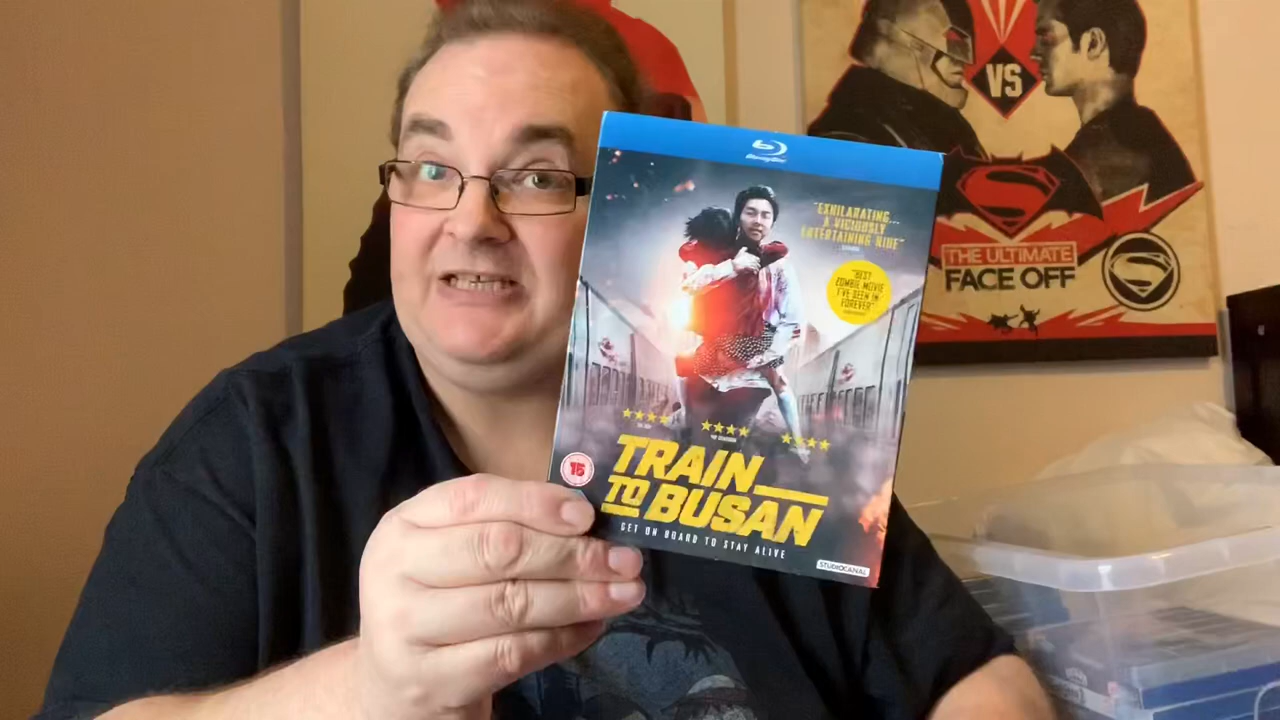 VS
THE ULTIMATE
FACE OFF
Blu-ray Disc
"EXHILARATING...
A VICIOUSLY
ENTERTAINING RIDE"
"BEST
ZOMBIE MOVIE
I'VE SEEN IN
FOREVER"
15
TRAIN
TO BUSAN
GET ON BOARD TO STAY ALIVE
STUDIOCANAL